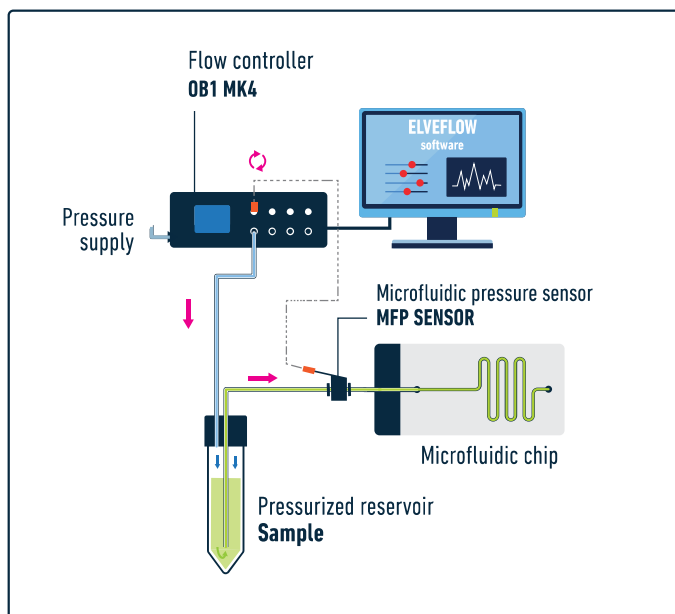 Flow controller
OB1 MK4
ELVEFLOW
software
Pressure
supply
Microfluidic pressure sensor
MFP SENSOR
Microfluidic chip
Pressurized reservoir
Sample